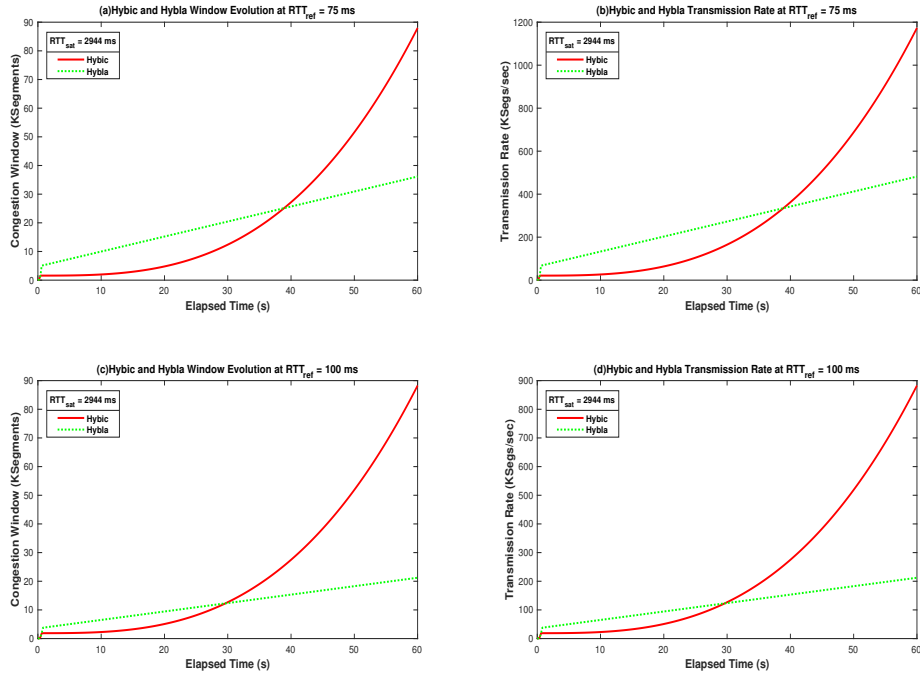 (a)Hybic and Hybla Window Evolution at RTTref = 75 ms
Congestion Window (KSegments)
90
80
70
60
50
40
30
20
10
0
RTTsat = 2944 ms
Hybic
Hybla
0 10 20 30 40 50 60
Elapsed Time (s)
(b)Hybic and Hybla Transmission Rate at RTTref = 75 ms
Transmission Rate (KSegs/sec)
1200
1000
800
600
400
200
0
RTTsat = 2944 ms
Hybic
Hybla
0 10 20 30 40 50 60
Elapsed Time (s)
(c)Hybic and Hybla Window Evolution at RTTref = 100 ms
Congestion Window (KSegments)
90
80
70
60
50
40
30
20
10
0
RTTsat = 2944 ms
Hybic
Hybla
0 10 20 30 40 50 60
Elapsed Time (s)
(d)Hybic and Hybla Transmission Rate at RTTref = 100 ms
Transmission Rate (KSegs/sec)
900
800
700
600
500
400
300
200
100
0
RTTsat = 2944 ms
Hybic
Hybla
0 10 20 30 40 50 60
Elapsed Time (s)